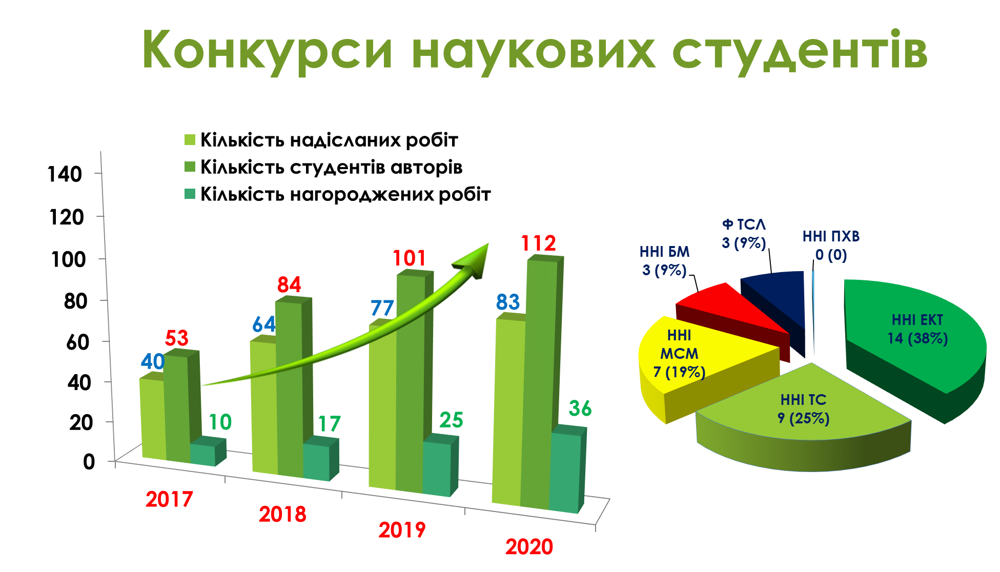 Конкурси наукових студентів
Кількість надісланих робіт
Кількість студентів авторів
Кількість нагороджених робіт
140
120
100
80
60
40
20
0
40
53
10
64
84
17
77
101
25
83
112
36
2017
2018
2019
2020
Ф ТСЛ
3 (9%)
ННІ ПХВ
0 (0)
ННІ БМ
3 (9%)
ННІ ЕКТ
14 (38%)
ННІ
МСМ
7 (19%)
ННІ ТС
9 (25%)